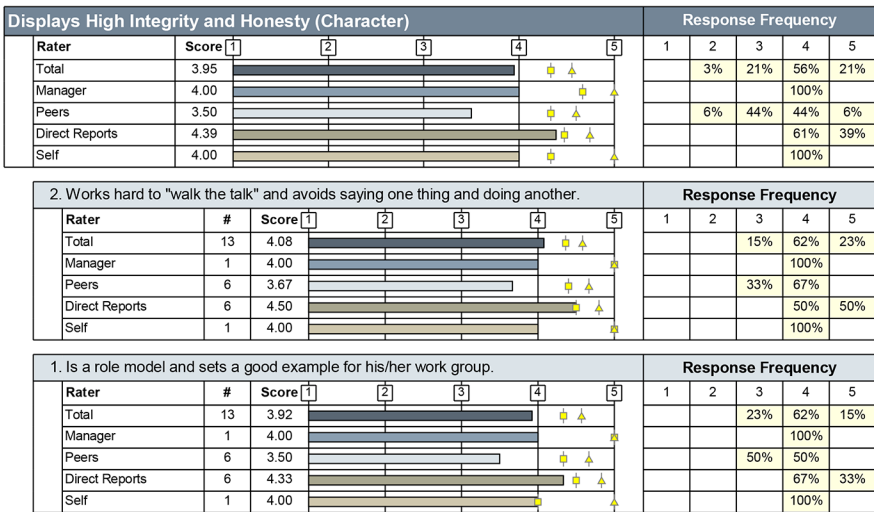 Displays High Integrity and Honesty (Character) Response Frequency
Rater Score 1 2 3 4 5 1 2 3 4 5
Total 3.95 3% 21% 56% 21%
Manager 4.00 100%
Peers 3.50 6% 44% 44% 6%
Direct Reports 4.39 61% 39%
Self 4.00 100%
2. Works hard to "walk the talk" and avoids saying one thing and doing another. Response Frequency
Rater # Score 1 2 3 4 5 1 2 3 4 5
Total 13 4.08 15% 62% 23%
Manager 1 4.00 100%
Peers 6 3.67 33% 67%
Direct Reports 6 4.50 50% 50%
Self 1 4.00 100%
1. Is a role model and sets a good example for his/her work group. Response Frequency
Rater # Score 1 2 3 4 5 1 2 3 4 5
Total 13 3.92 23% 62% 15%
Manager 1 4.00 100%
Peers 6 3.50 50% 50%
Direct Reports 6 4.33 67% 33%
Self 1 4.00 100%